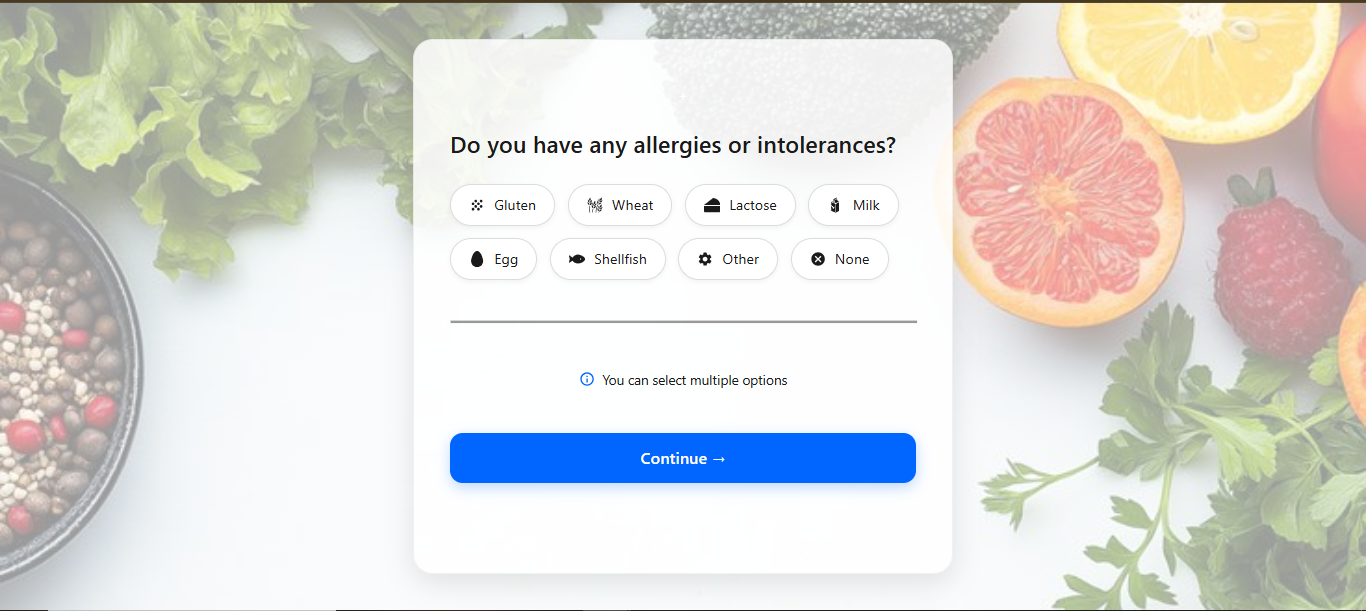 Do you have any allergies or intolerances?
Gluten Wheat Lactose Milk
Egg Shellfish Other None
You can select multiple options
Continue →